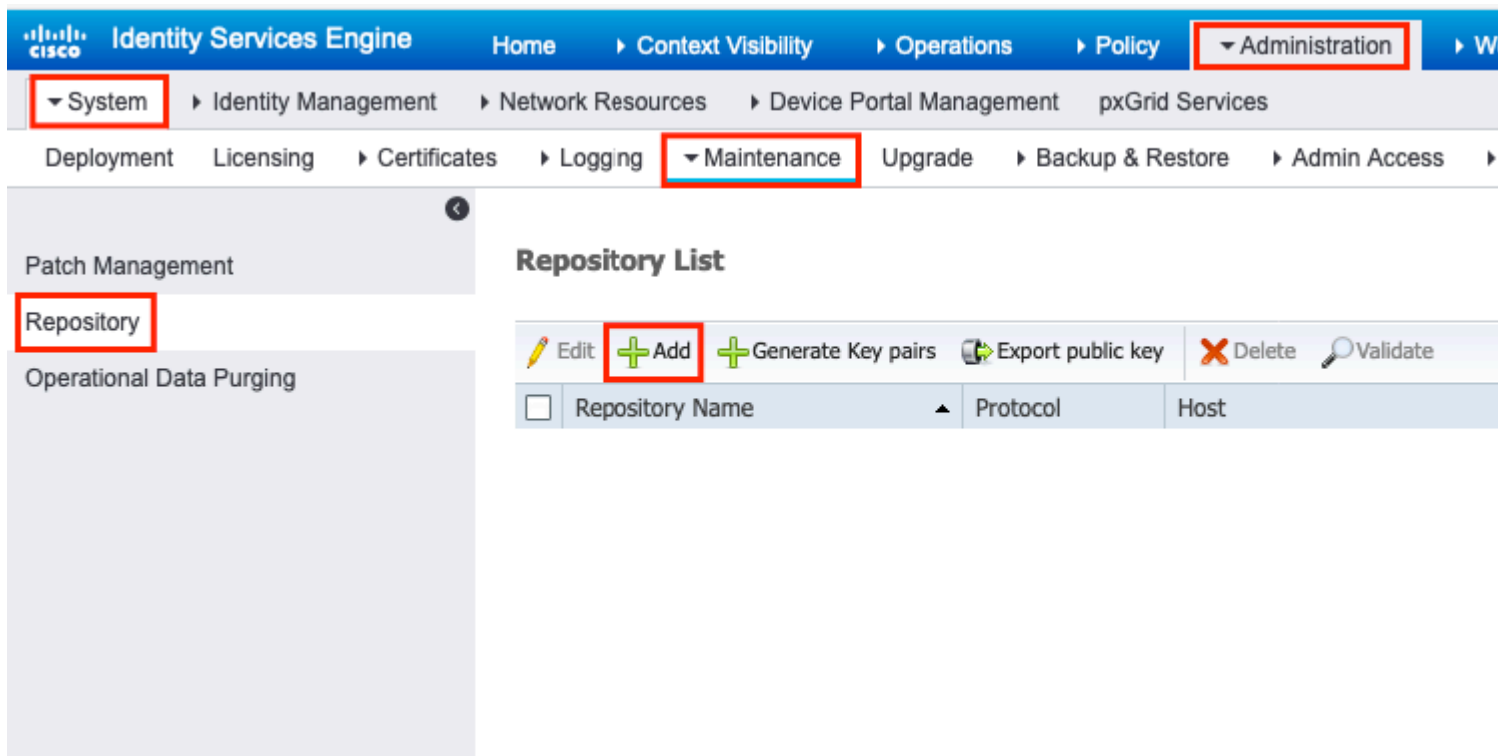 cisco Identity Services Engine Home Context Visibility Operations Policy Administration W
System Identity Management Network Resources Device Portal Management pxGrid Services
Deployment Licensing Certificates Logging Maintenance Upgrade Backup & Restore Admin Access
Patch Management
Repository
Operational Data Purging
Repository List
Edit Add Generate Key pairs Export public key Delete Validate
Repository Name Protocol Host